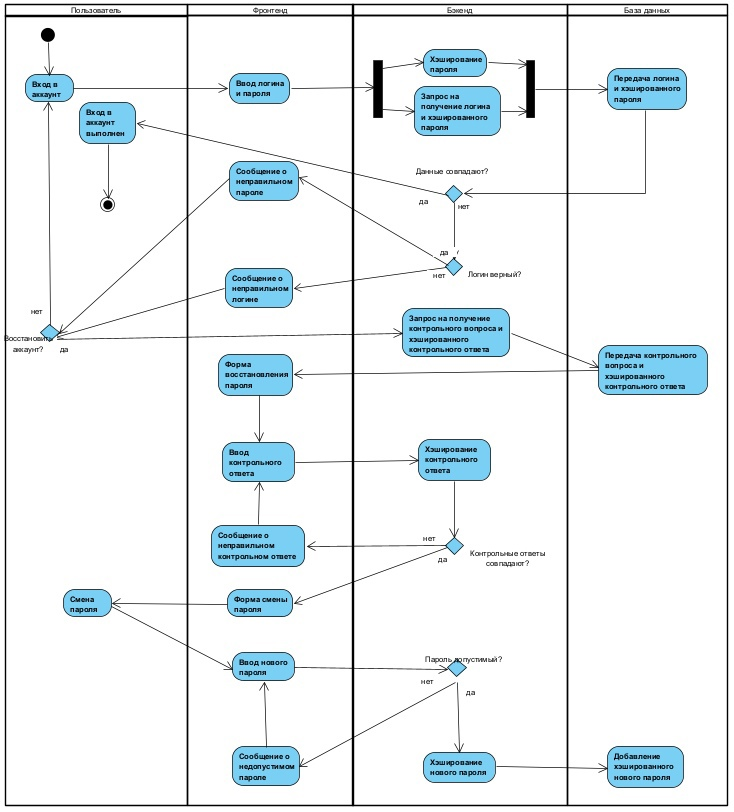 Пользователь
Фронтенд
Бэкенд
База данных
Вход в
аккаунт
Ввод логина
и пароля
Хэширование
пароля
Запрос на
получение логина
и хэшированного
пароля
Передача логина
и хэшированного
пароля
Вход в
аккаунт
выполнен
Данные совпадают?
да
нет
Сообщение о
неправильном
пароле
да
нет
Логин верный?
Сообщение о
неправильном
логине
нет
Восстановить
аккаунт?
да
Запрос на получение
контрольного вопроса и
хэшированного
контрольного ответа
Передача контрольного
вопроса и
хэшированного
контрольного ответа
Форма
восстановления
пароля
Ввод
контрольного
ответа
Хэширование
контрольного
ответа
Сообщение о
неправильном
контрольном ответе
нет
да
Контрольные ответы
совпадают?
Форма смены
пароля
Смена
пароля
Ввод нового
пароля
Пароль допустимый?
нет
да
Сообщение о
недопустимом
пароле
Хэширование
нового пароля
Добавление
хэшированного
нового пароля